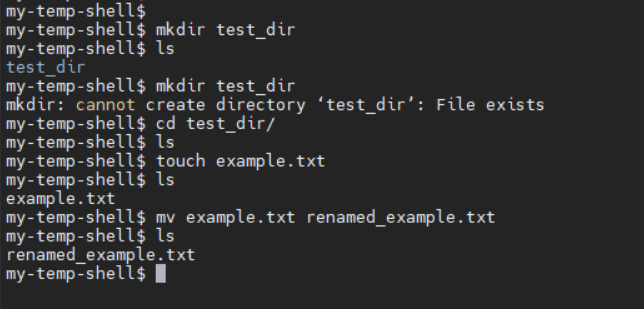 my-temp-shell$
my-temp-shell$ mkdir test_dir
my-temp-shell$ ls
test_dir
my-temp-shell$ mkdir test_dir
mkdir: cannot create directory ‘test_dir’: File exists
my-temp-shell$ cd test_dir/
my-temp-shell$ ls
my-temp-shell$ touch example.txt
my-temp-shell$ ls
example.txt
my-temp-shell$ mv example.txt renamed_example.txt
my-temp-shell$ ls
renamed_example.txt
my-temp-shell$